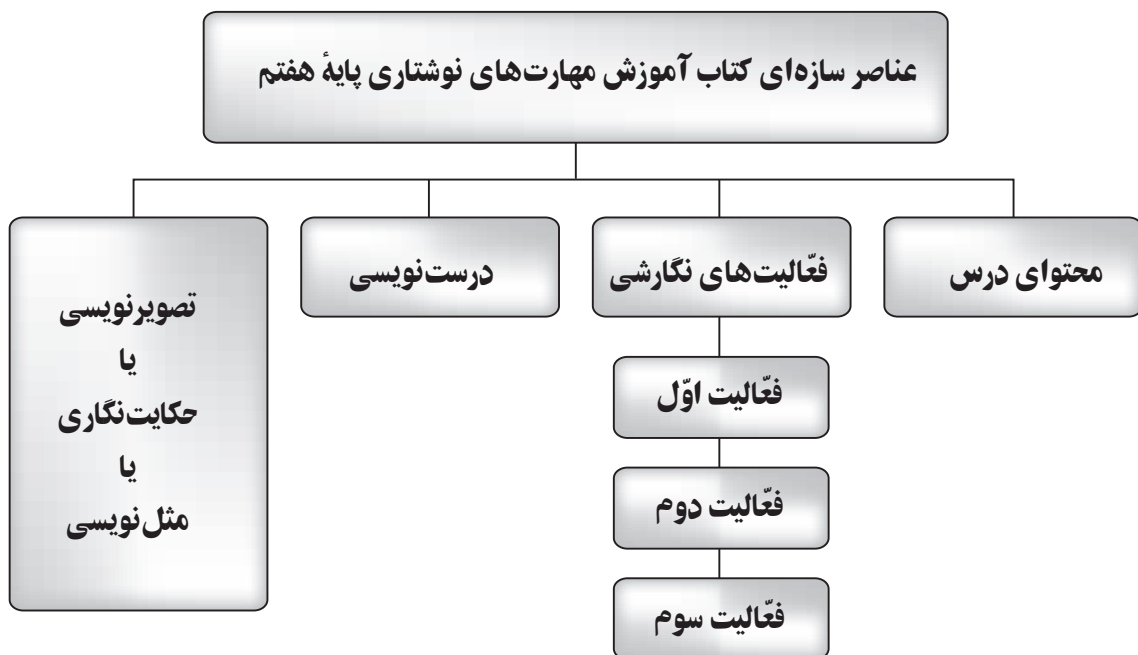 عناصر سازه‌ای کتاب آموزش مهارت‌های نوشتاری پایهٔ هفتم
محتوای درس
فعّالیت‌های نگارشی
فعّالیت اوّل
فعّالیت دوم
فعّالیت سوم
درست‌نویسی
تصویرنویسی
یا
حکایت‌نگاری
یا
مثل‌نویسی